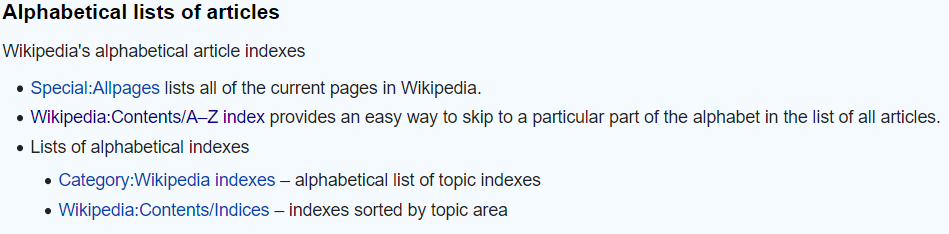 Alphabetical lists of articles
Wikipedia's alphabetical article indexes
• Special:Allpages lists all of the current pages in Wikipedia.
• Wikipedia:Contents/A–Z index provides an easy way to skip to a particular part of the alphabet in the list of all articles.
• Lists of alphabetical indexes
• Category:Wikipedia indexes – alphabetical list of topic indexes
• Wikipedia:Contents/Indices – indexes sorted by topic area